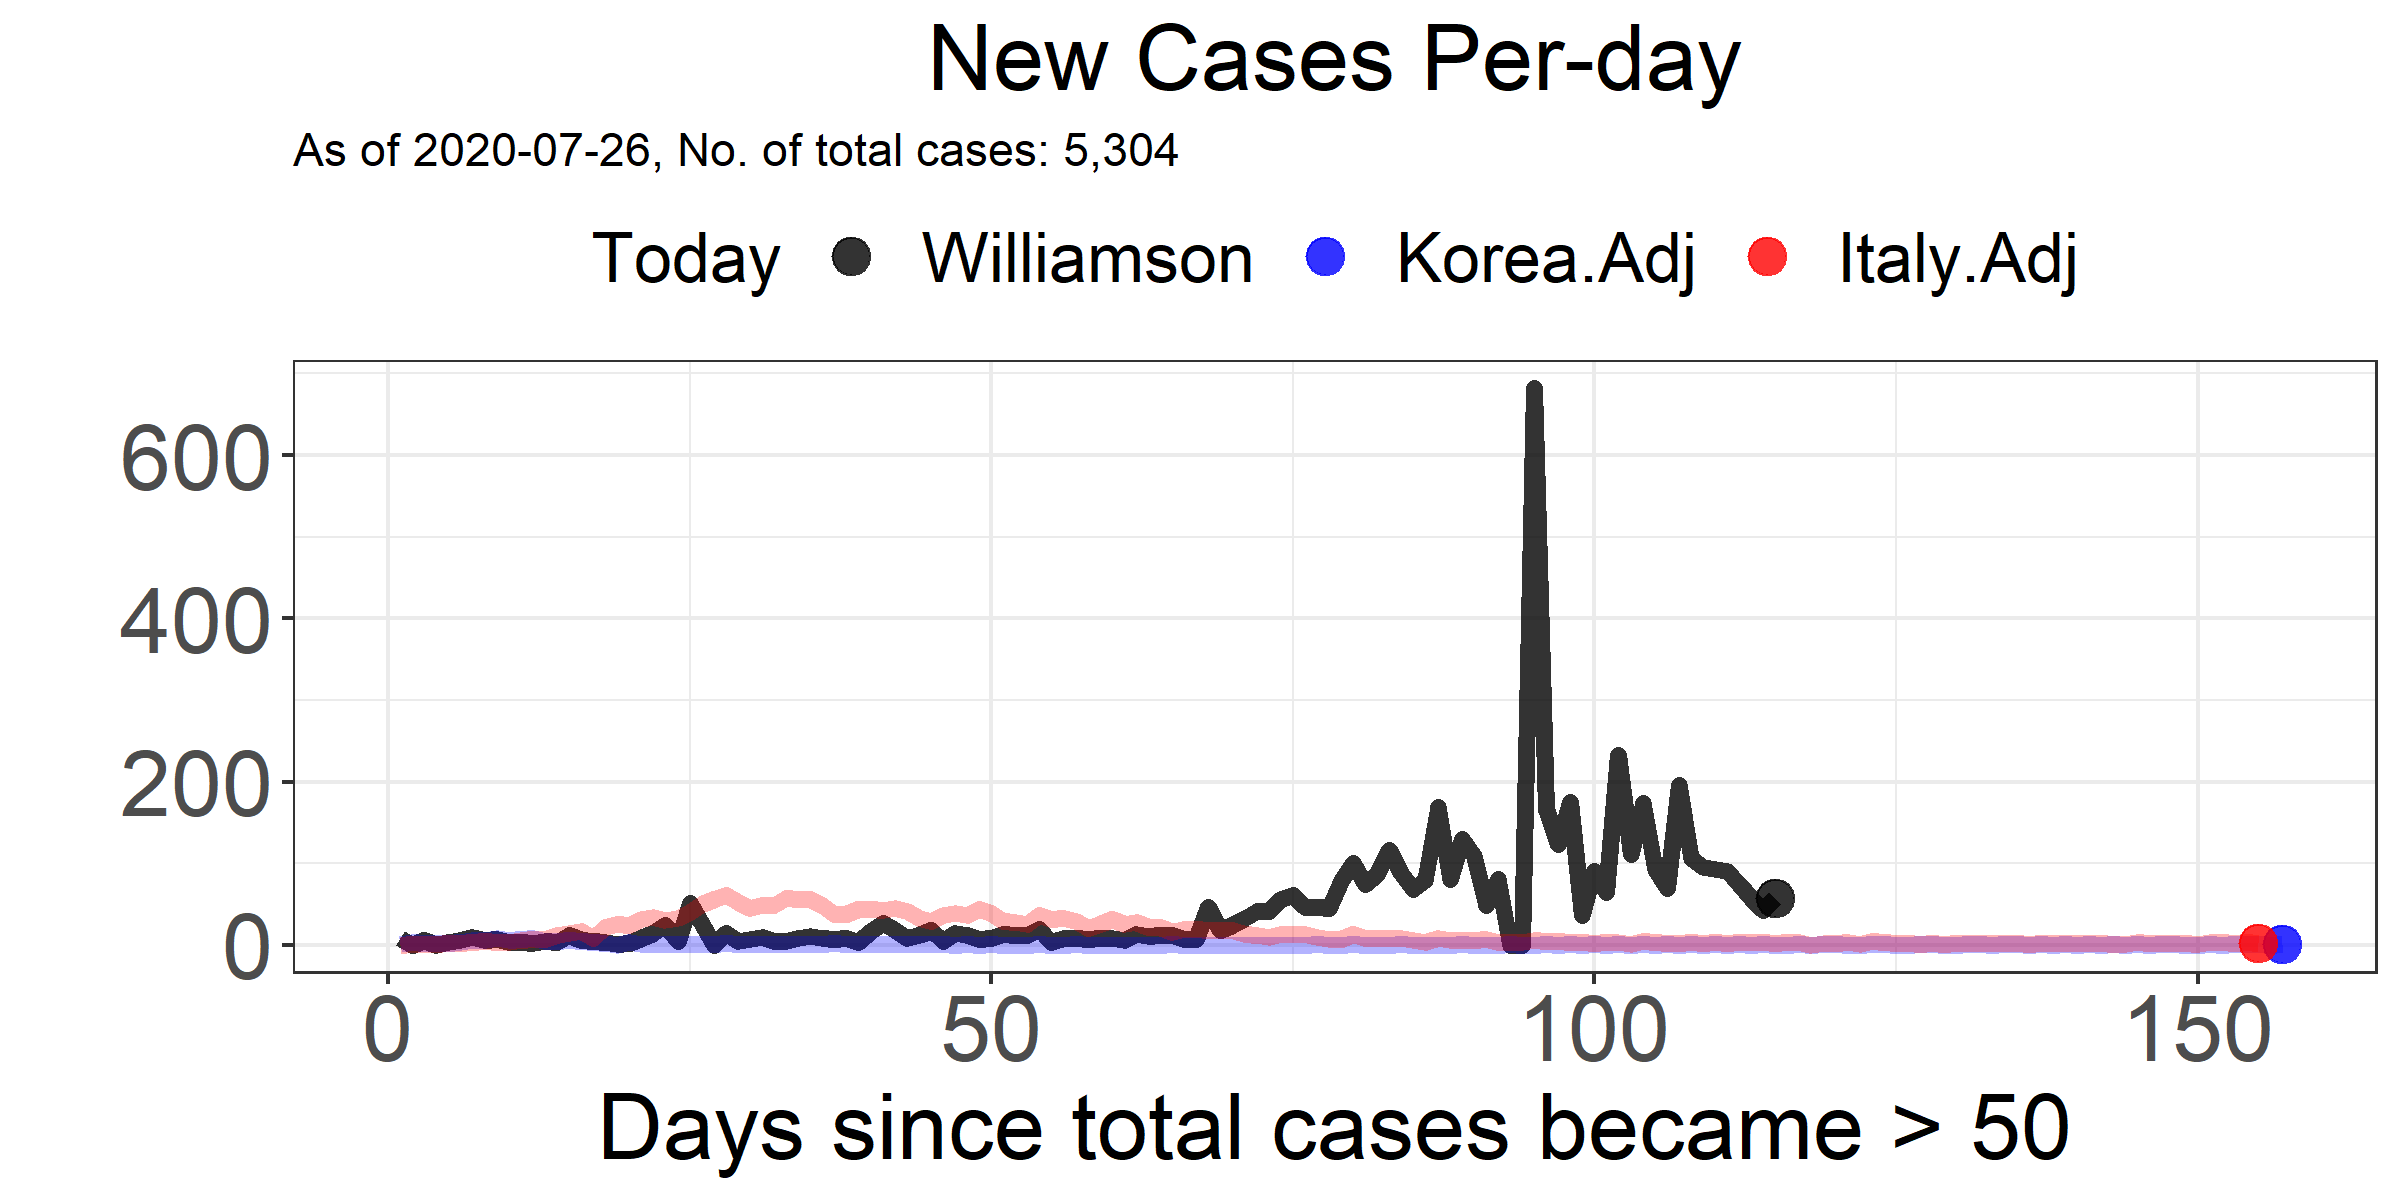 New Cases Per-day
As of 2020-07-26, No. of total cases: 5,304
Today Williamson Korea.Adj Italy.Adj
600
400
200
0
0 50 100 150
Days since total cases became > 50